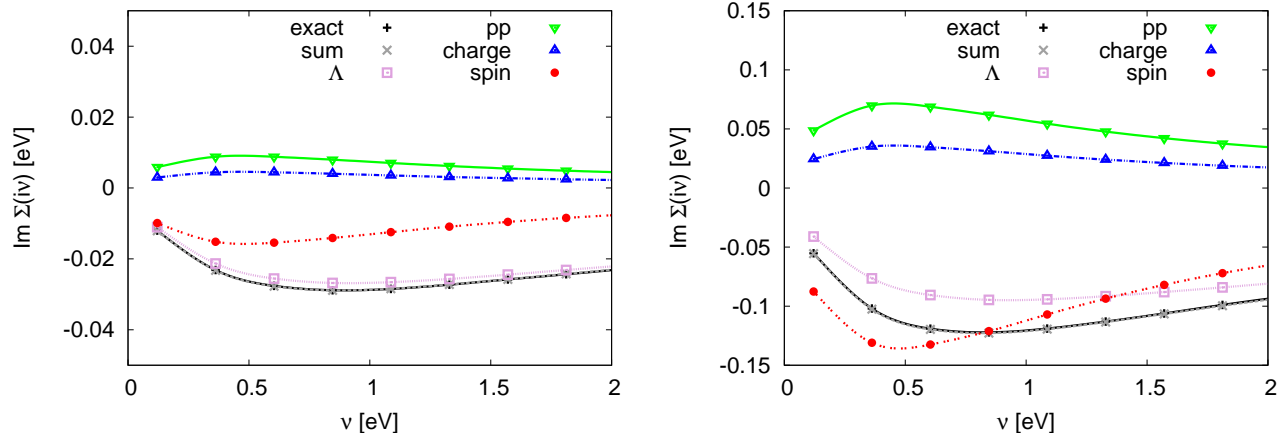 0.04
0.02
0
-0.02
-0.04
Im Σ(iν) [eV]
exact
sum
Λ
pp
charge
spin
0
0.5
1
1.5
2
ν [eV]
0.15
0.10
0.05
0
-0.05
-0.1
-0.15
Im Σ(iν) [eV]
exact
sum
Λ
pp
charge
spin
0
0.5
1
1.5
2
ν [eV]